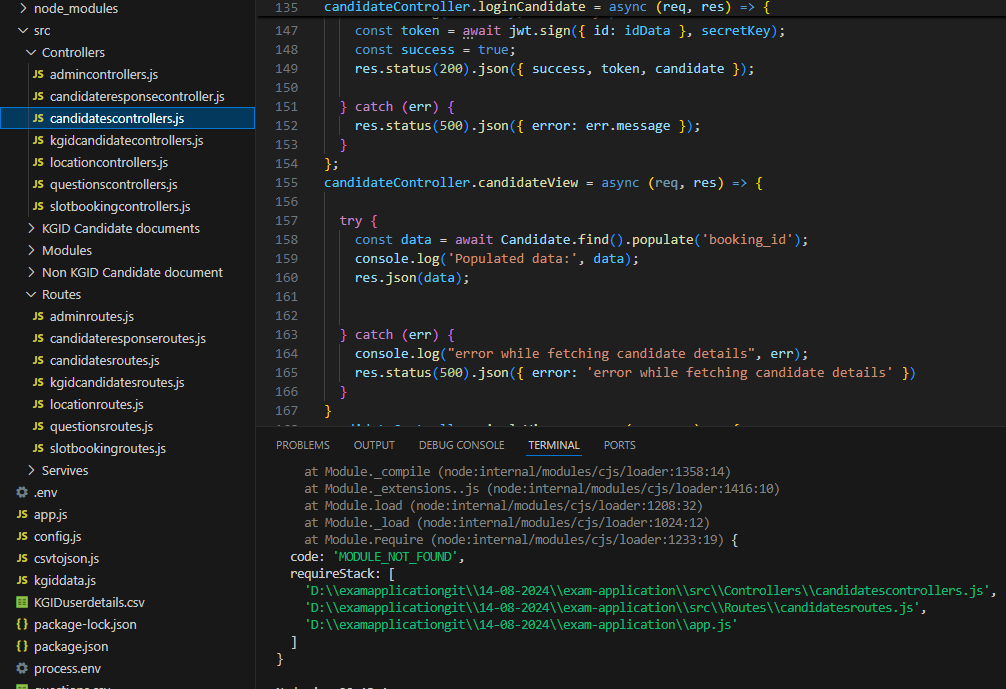 node_modules
src
Controllers
JS admincontrollers.js
JS candidateresponsecontroller.js
JS candidatescontrollers.js
JS kgidcandidatecontrollers.js
JS locationcontrollers.js
JS questionscontrollers.js
JS slotbookingcontrollers.js
KGID Candidate documents
Modules
Non KGID Candidate document
Routes
JS adminroutes.js
JS candidateresponseroutes.js
JS candidatesroutes.js
JS kgidcandidatesroutes.js
JS locationroutes.js
JS questionsroutes.js
JS slotbookingroutes.js
Servives
.env
JS app.js
JS config.js
JS csvtojson.js
JS kgiddata.js
KGIDuserdetails.csv
{} package-lock.json
{} package.json
process.env
135 candidateController.loginCandidate = async (req, res) => {
147 const token = await jwt.sign({ id: idData }, secretKey);
148 const success = true;
149 res.status(200).json({ success, token, candidate });
150
151 } catch (err) {
152 res.status(500).json({ error: err.message });
153 }
154 };
155 candidateController.candidateView = async (req, res) => {
156
157 try {
158 const data = await Candidate.find().populate('booking_id');
159 console.log('Populated data:', data);
160 res.json(data);
161
162
163 } catch (err) {
164 console.log("error while fetching candidate details", err);
165 res.status(500).json({ error: 'error while fetching candidate details' })
166 }
167 }
PROBLEMS OUTPUT DEBUG CONSOLE TERMINAL PORTS
at Module._compile (node:internal/modules/cjs/loader:1358:14)
at Module._extensions..js (node:internal/modules/cjs/loader:1416:10)
at Module.load (node:internal/modules/cjs/loader:1208:32)
at Module._load (node:internal/modules/cjs/loader:1024:12)
at Module.require (node:internal/modules/cjs/loader:1233:19) {
code: 'MODULE_NOT_FOUND',
requireStack: [
'D:\\examapplicationgit\\14-08-2024\\exam-application\\src\\Controllers\\candidatescontrollers.js',
'D:\\examapplicationgit\\14-08-2024\\exam-application\\src\\Routes\\candidatesroutes.js',
'D:\\examapplicationgit\\14-08-2024\\exam-application\\app.js'
]
}